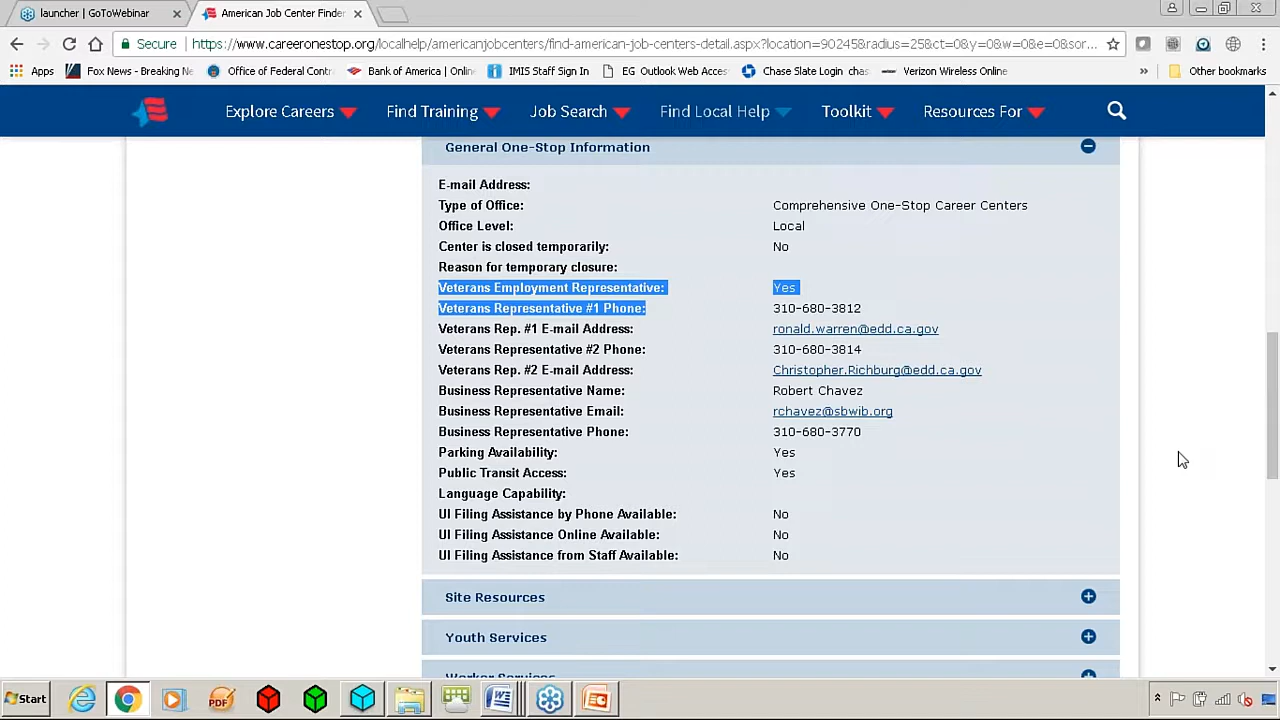 launcher | GoToWebinar
American Job Center Finder
Secure https://www.careeronestop.org/localhelp/americanjobcenters/find-american-job-centers-detail.aspx?location=90245&radius=25&ct=0&y=0&w=0&e=0&sor...
Apps Fox News - Breaking Ne Office of Federal Contr Bank of America | Onlin IMIS Staff Sign In EG Outlook Web Acces Chase Slate Login chas Verizon Wireless Online » Other bookmarks
Explore Careers Find Training Job Search Find Local Help Toolkit Resources For
General One-Stop Information
E-mail Address:
Type of Office: Comprehensive One-Stop Career Centers
Office Level: Local
Center is closed temporarily: No
Reason for temporary closure:
Veterans Employment Representative: Yes
Veterans Representative #1 Phone: 310-680-3812
Veterans Rep. #1 E-mail Address: ronald.warren@edd.ca.gov
Veterans Representative #2 Phone: 310-680-3814
Veterans Rep. #2 E-mail Address: Christopher.Richburg@edd.ca.gov
Business Representative Name: Robert Chavez
Business Representative Email: rchavez@sbwib.org
Business Representative Phone: 310-680-3770
Parking Availability: Yes
Public Transit Access: Yes
Language Capability:
UI Filing Assistance by Phone Available: No
UI Filing Assistance Online Available: No
UI Filing Assistance from Staff Available: No
Site Resources
Youth Services
Worker Services
Start PDF